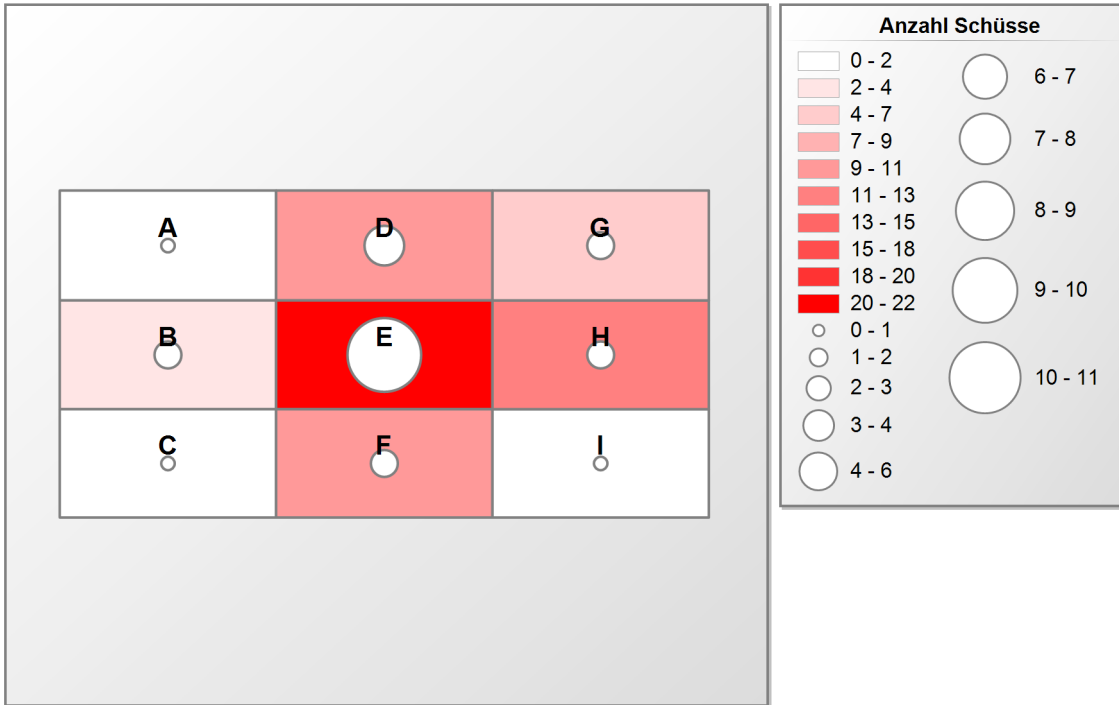 A
D
G
B
E
H
C
F
I
Anzahl Schüsse
0 - 2
2 - 4
4 - 7
7 - 9
9 - 11
11 - 13
13 - 15
15 - 18
18 - 20
20 - 22
0 - 1
1 - 2
2 - 3
3 - 4
4 - 6
6 - 7
7 - 8
8 - 9
9 - 10
10 - 11